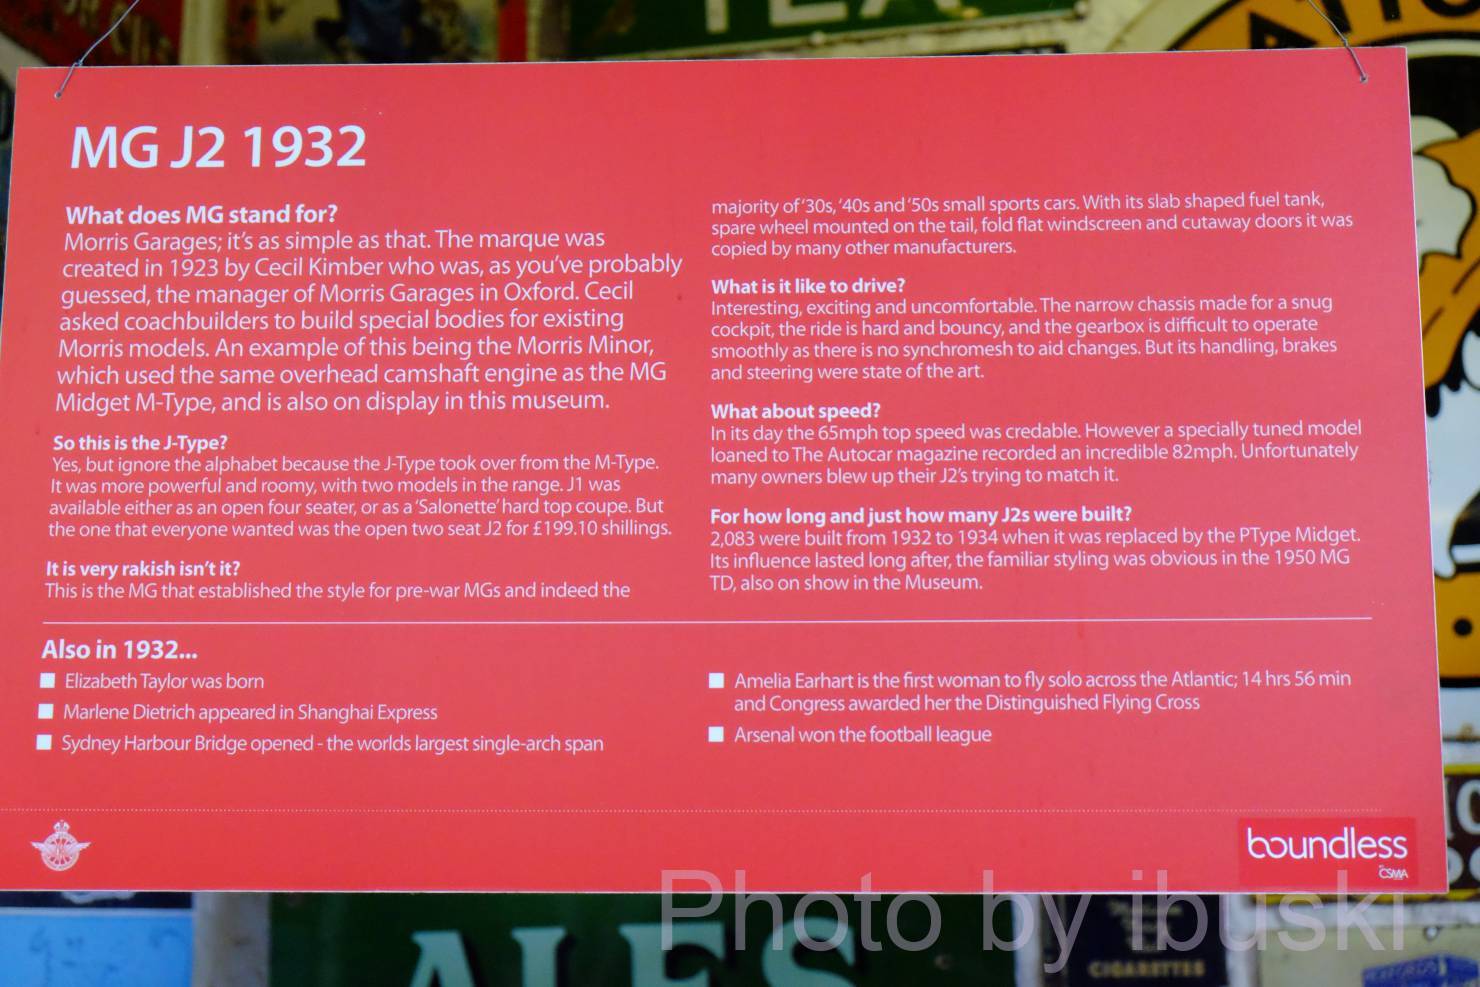 TEA
MG J2 1932
What does MG stand for?
Morris Garages; it's as simple as that. The marque was
created in 1923 by Cecil Kimber who was, as you've probably
guessed, the manager of Morris Garages in Oxford. Cecil
asked coachbuilders to build special bodies for existing
Morris models. An example of this being the Morris Minor,
which used the same overhead camshaft engine as the MG
Midget M-Type, and is also on display in this museum.
So this is the J-Type?
Yes, but ignore the alphabet because the J-Type took over from the M-Type.
It was more powerful and roomy, with two models in the range. J1 was
available either as an open four seater, or as a 'Salonette' hard top coupe. But
the one that everyone wanted was the open two seat J2 for £199.10 shillings.
It is very rakish isn't it?
This is the MG that established the style for pre-war MGs and indeed the
majority of '30s, '40s and '50s small sports cars. With its slab shaped fuel tank,
spare wheel mounted on the tail, fold flat windscreen and cutaway doors it was
copied by many other manufacturers.
What is it like to drive?
Interesting, exciting and uncomfortable. The narrow chassis made for a snug
cockpit, the ride is hard and bouncy, and the gearbox is difficult to operate
smoothly as there is no synchromesh to aid changes. But its handling, brakes
and steering were state of the art.
What about speed?
In its day the 65mph top speed was credable. However a specially tuned model
loaned to The Autocar magazine recorded an incredible 82mph. Unfortunately
many owners blew up their J2's trying to match it.
For how long and just how many J2s were built?
2,083 were built from 1932 to 1934 when it was replaced by the PType Midget.
Its influence lasted long after, the familiar styling was obvious in the 1950 MG
TD, also on show in the Museum.
Also in 1932...
Elizabeth Taylor was born
Marlene Dietrich appeared in Shanghai Express
Sydney Harbour Bridge opened - the worlds largest single-arch span
Amelia Earhart is the first woman to fly solo across the Atlantic; 14 hrs 56 min
and Congress awarded her the Distinguished Flying Cross
Arsenal won the football league
boundless
by CSMA
Photo by ibuski
ALES
CIGARETTES